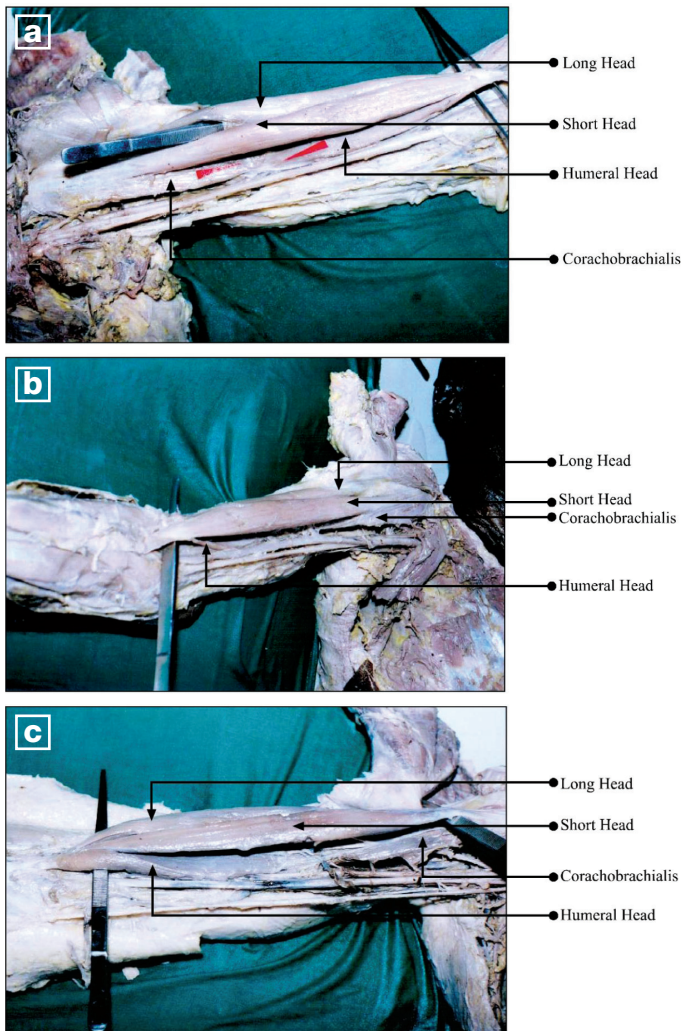 a
Long Head
Short Head
Humeral Head
Corachobrachialis
b
Long Head
Short Head
Corachobrachialis
Humeral Head
c
Long Head
Short Head
Corachobrachialis
Humeral Head